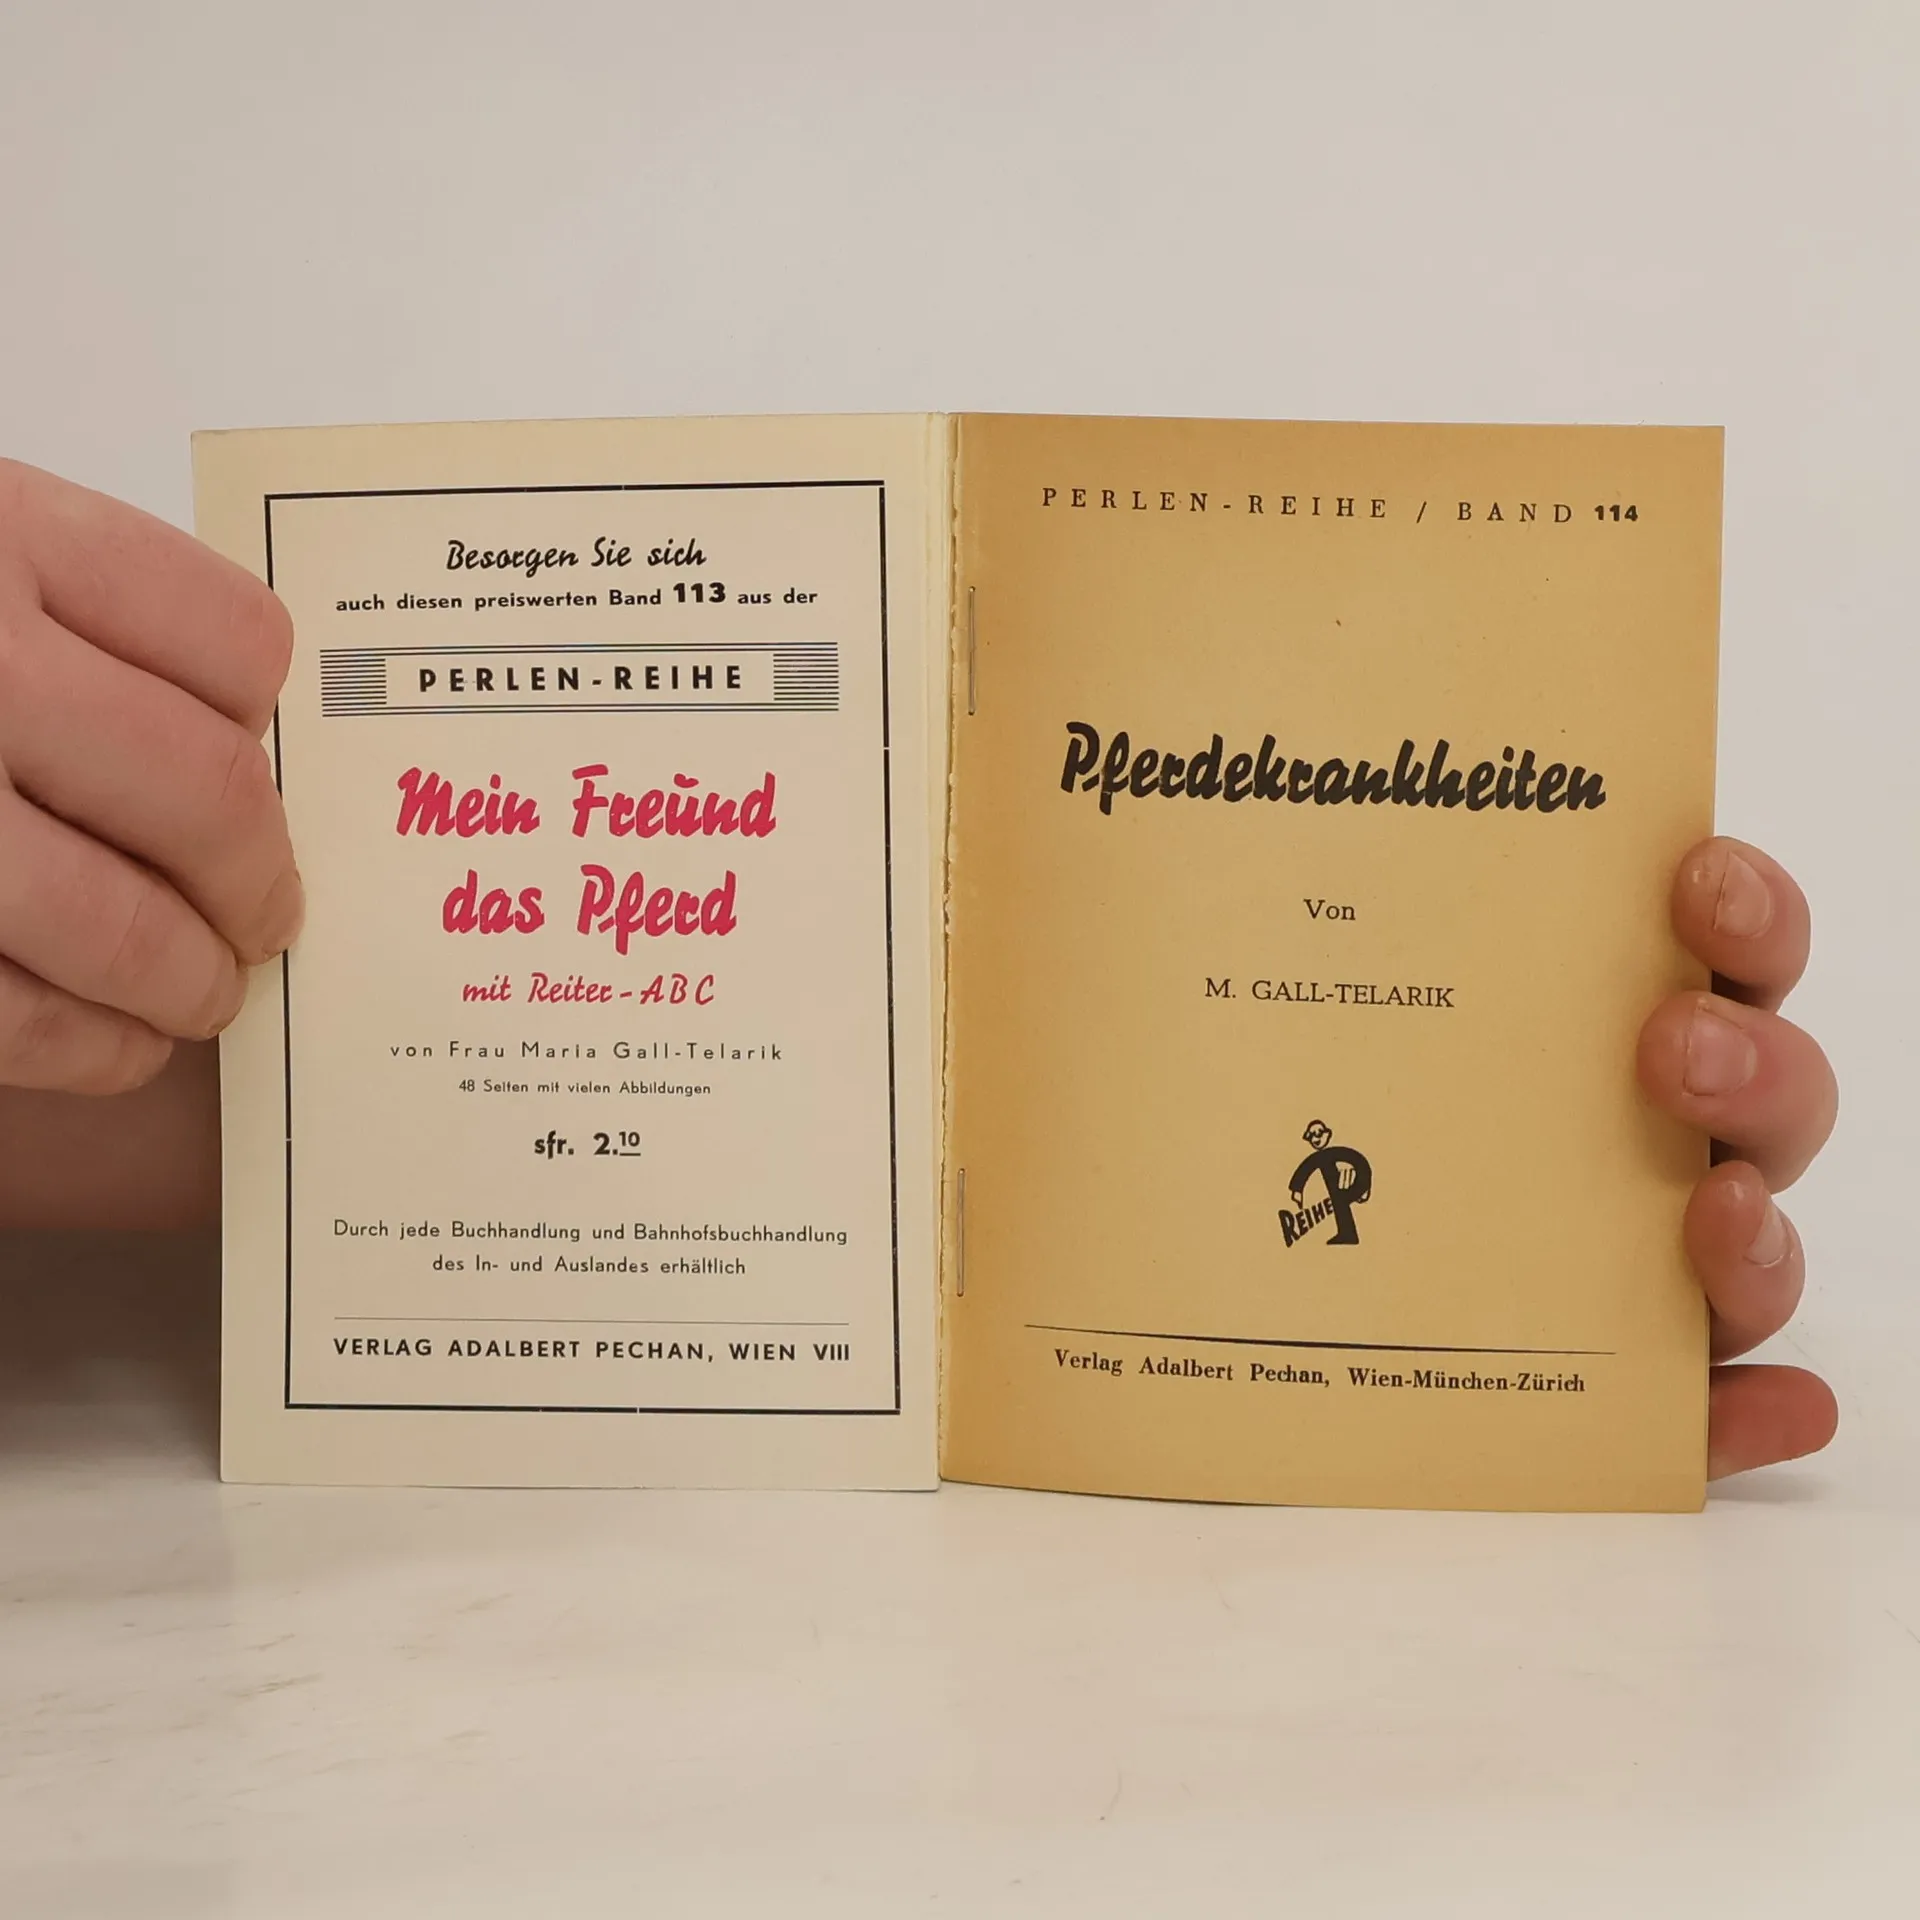 Besorgen Sie sich
auch diesen preiswerten Band 113 aus der
PERLEN-REIHE
Mein Freund
das Pferd
mit Reiter-ABC
von Frau Maria Gall-Telarik
48 Seiten mit vielen Abbildungen
sfr. 2.10
Durch jede Buchhandlung und Bahnhofsbuchhandlung
des In- und Auslandes erhältlich
VERLAG ADALBERT PECHAN, WIEN VIII
PERLEN-REIHE / BAND 114
Pferdekrankheiten
Von
M. GALL-TELARIK
REIHE P
Verlag Adalbert Pechan, Wien-München-Zürich